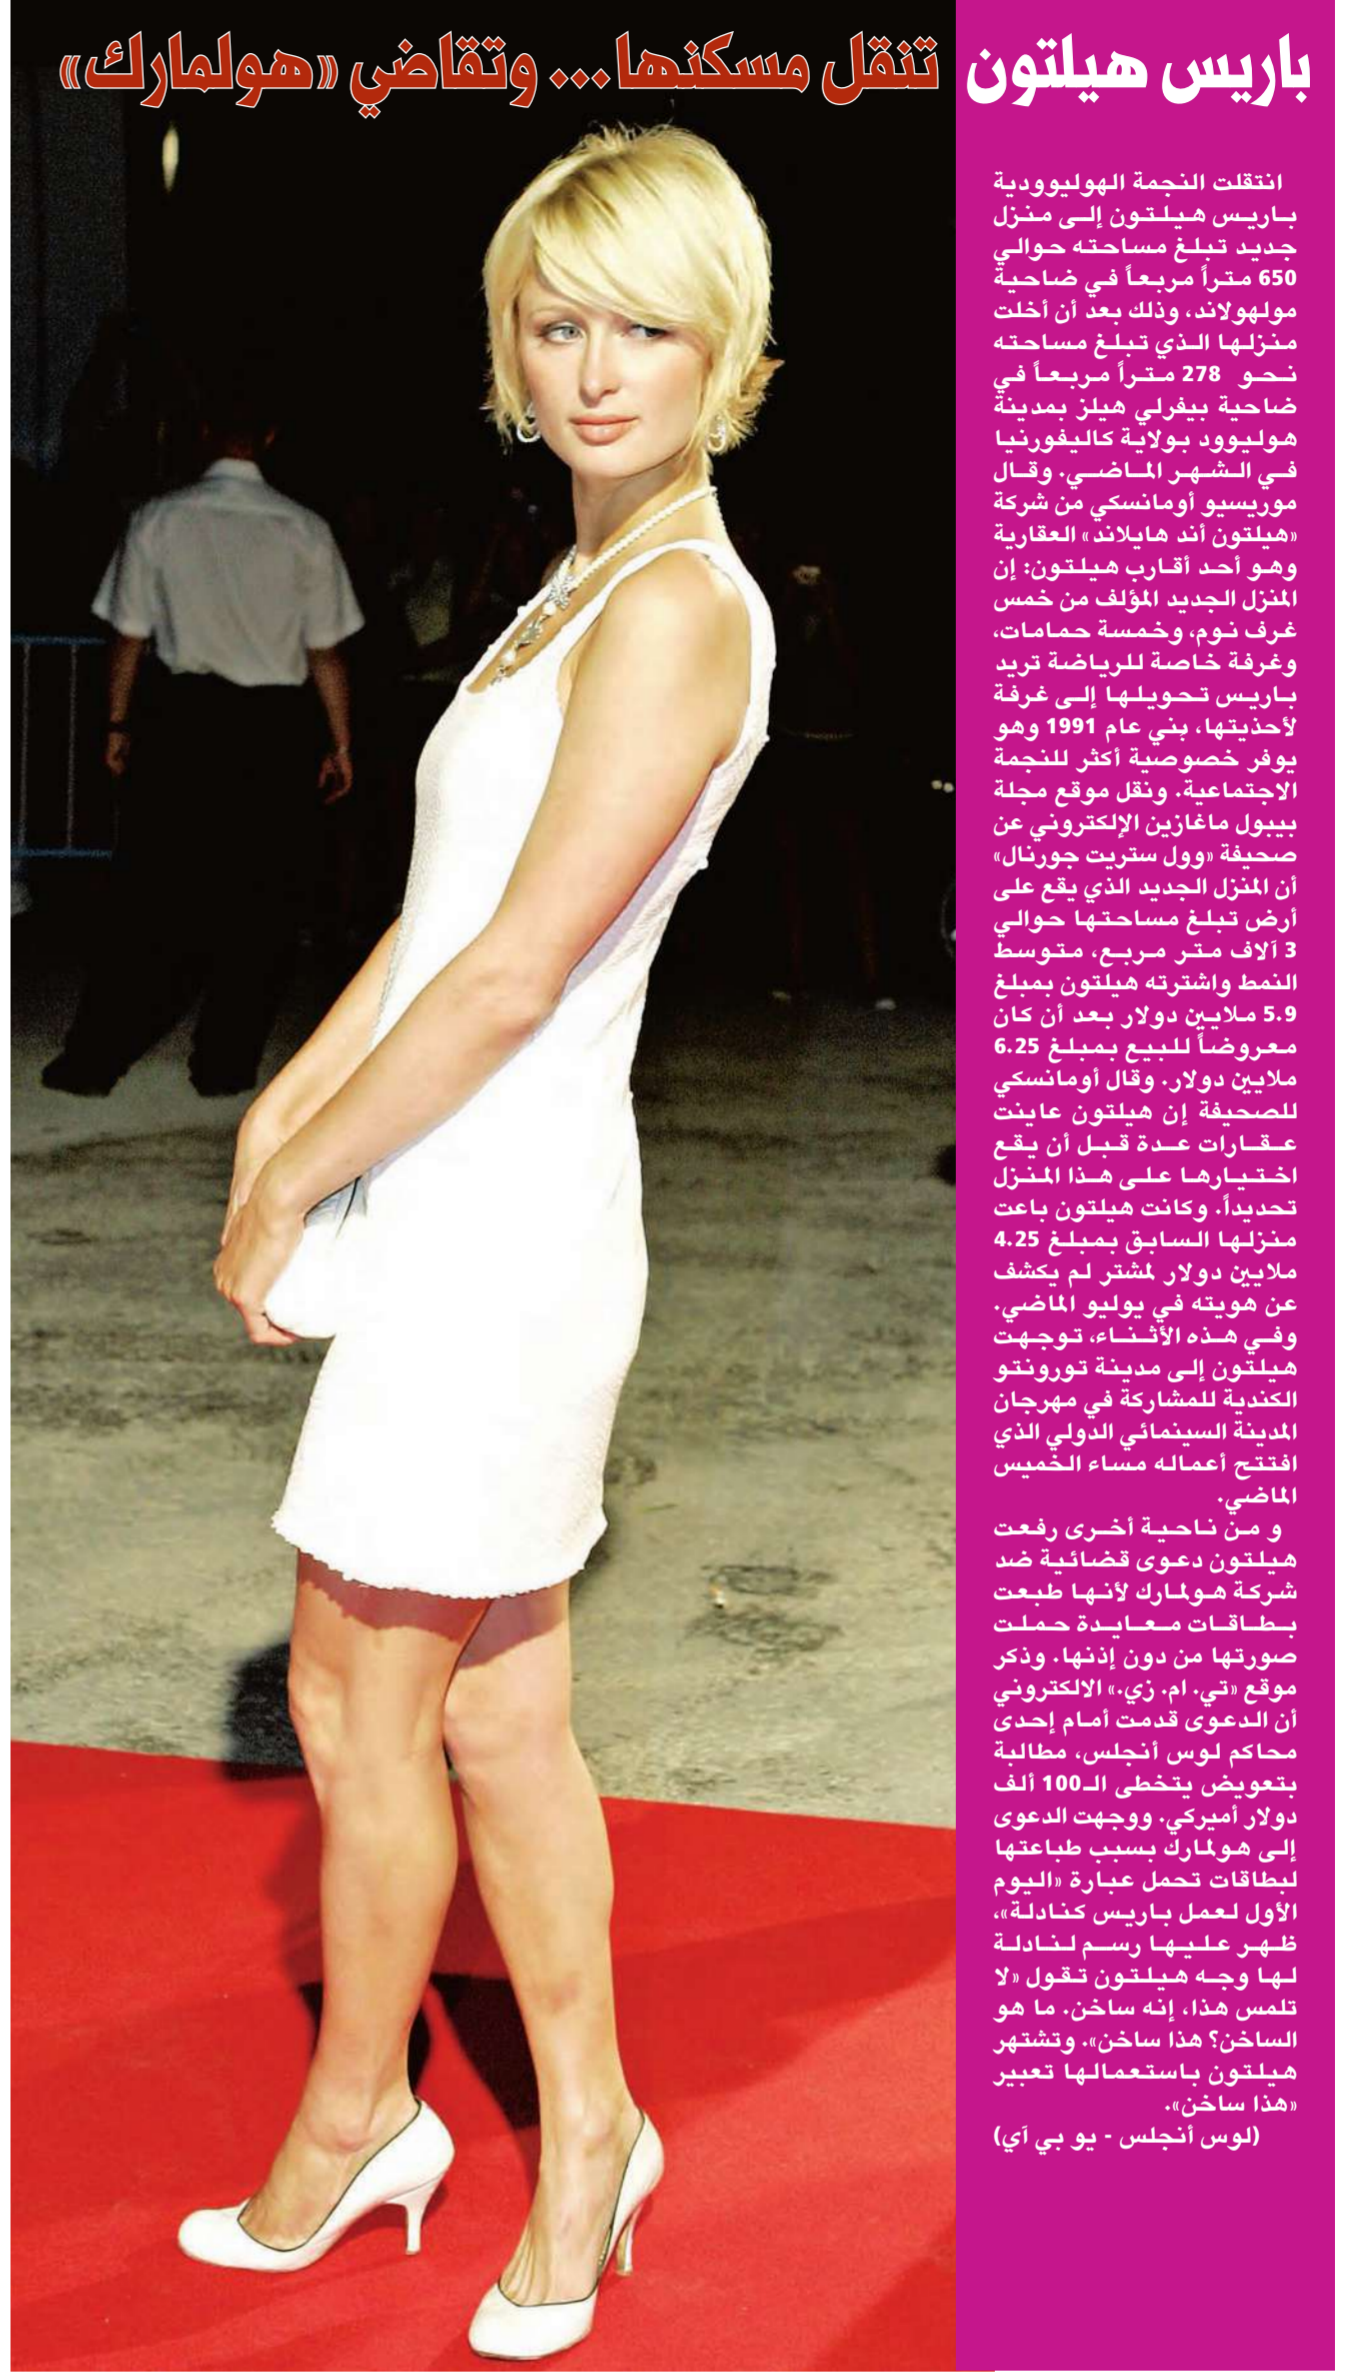 باريس هيلتون تنقل مسكنها... وتقاضي «هولمارك»
انتقلت النجمة الهوليوودية
باريس هيلتون إلى منزل
جديد تبلغ مساحته حوالي
650 متراً مربعاً في ضاحية
مولهولاند، وذلك بعد أن أخلت
منزلها الذي تبلغ مساحته
نحو 278 متراً مربعاً في
ضاحية بيفرلي هيلز بمدينة
هوليوود بولاية كاليفورنيا
في الشهر الماضي. وقال
موريسيو أومانسكي من شركة
«هيلتون أند هايلاند» العقارية
وهو أحد أقارب هيلتون: إن
المنزل الجديد المؤلف من خمس
غرف نوم، وخمسة حمامات،
وغرفة خاصة للرياضة تريد
باريس تحويلها إلى غرفة
لأحذيتها، بني عام 1991 وهو
يوفر خصوصية أكثر للنجمة
الاجتماعية. ونقل موقع مجلة
بيبول ماغازين الإلكتروني عن
صحيفة «وول ستريت جورنال»
أن المنزل الجديد الذي يقع على
أرض تبلغ مساحتها حوالي
3 آلاف متر مربع، متوسط
النمط واشترته هيلتون بمبلغ
5.9 ملايين دولار بعد أن كان
معروضاً للبيع بمبلغ 6.25
ملايين دولار. وقال أومانسكي
للصحيفة إن هيلتون عاينت
عقارات عدة قبل أن يقع
اختيارها على هذا المنزل
تحديداً. وكانت هيلتون باعت
منزلها السابق بمبلغ 4.25
ملايين دولار لمشتر لم يكشف
عن هويته في يوليو الماضي.
وفي هذه الأثناء، توجهت
هيلتون إلى مدينة تورونتو
الكندية للمشاركة في مهرجان
المدينة السينمائي الدولي الذي
افتتح أعماله مساء الخميس
الماضي.
و من ناحية أخرى رفعت
هيلتون دعوى قضائية ضد
شركة هولمارك لأنها طبعت
بطاقات معايدة حملت
صورتها من دون إذنها. وذكر
موقع «تي. ام. زي.» الالكتروني
أن الدعوى قدمت أمام إحدى
محاكم لوس أنجلس، مطالبة
بتعويض يتخطى الـ100 ألف
دولار أميركي. ووجهت الدعوى
إلى هولمارك بسبب طباعتها
لبطاقات تحمل عبارة «اليوم
الأول لعمل باريس كنادلة»،
ظهر عليها رسم لنادلة
لها وجه هيلتون تقول «لا
تلمس هذا، إنه ساخن. ما هو
الساخن؟ هذا ساخن». وتشتهر
هيلتون باستعمالها تعبير
«هذا ساخن».
(لوس أنجلس - يو بي آي)